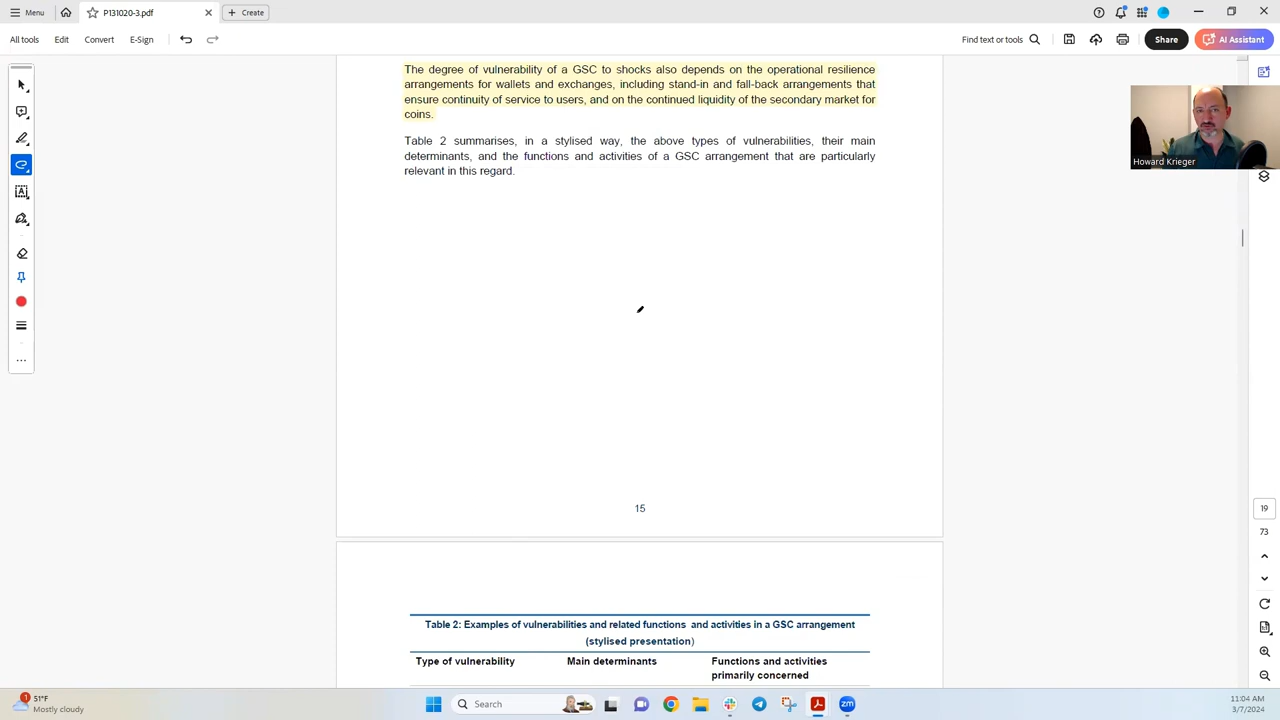 Menu
P131020-3.pdf
Create
All tools
Edit
Convert
E-Sign
Find text or tools
Share
AI Assistant
The degree of vulnerability of a GSC to shocks also depends on the operational resilience
arrangements for wallets and exchanges, including stand-in and fall-back arrangements that
ensure continuity of service to users, and on the continued liquidity of the secondary market for
coins.
Table 2 summarises, in a stylised way, the above types of vulnerabilities, their main
determinants, and the functions and activities of a GSC arrangement that are particularly
relevant in this regard.
Howard Krieger
15
19
73
Table 2: Examples of vulnerabilities and related functions and activities in a GSC arrangement
(stylised presentation)
Type of vulnerability
Main determinants
Functions and activities
primarily concerned
1
51°F
Mostly cloudy
Search
zm
11:04 AM
3/7/2024